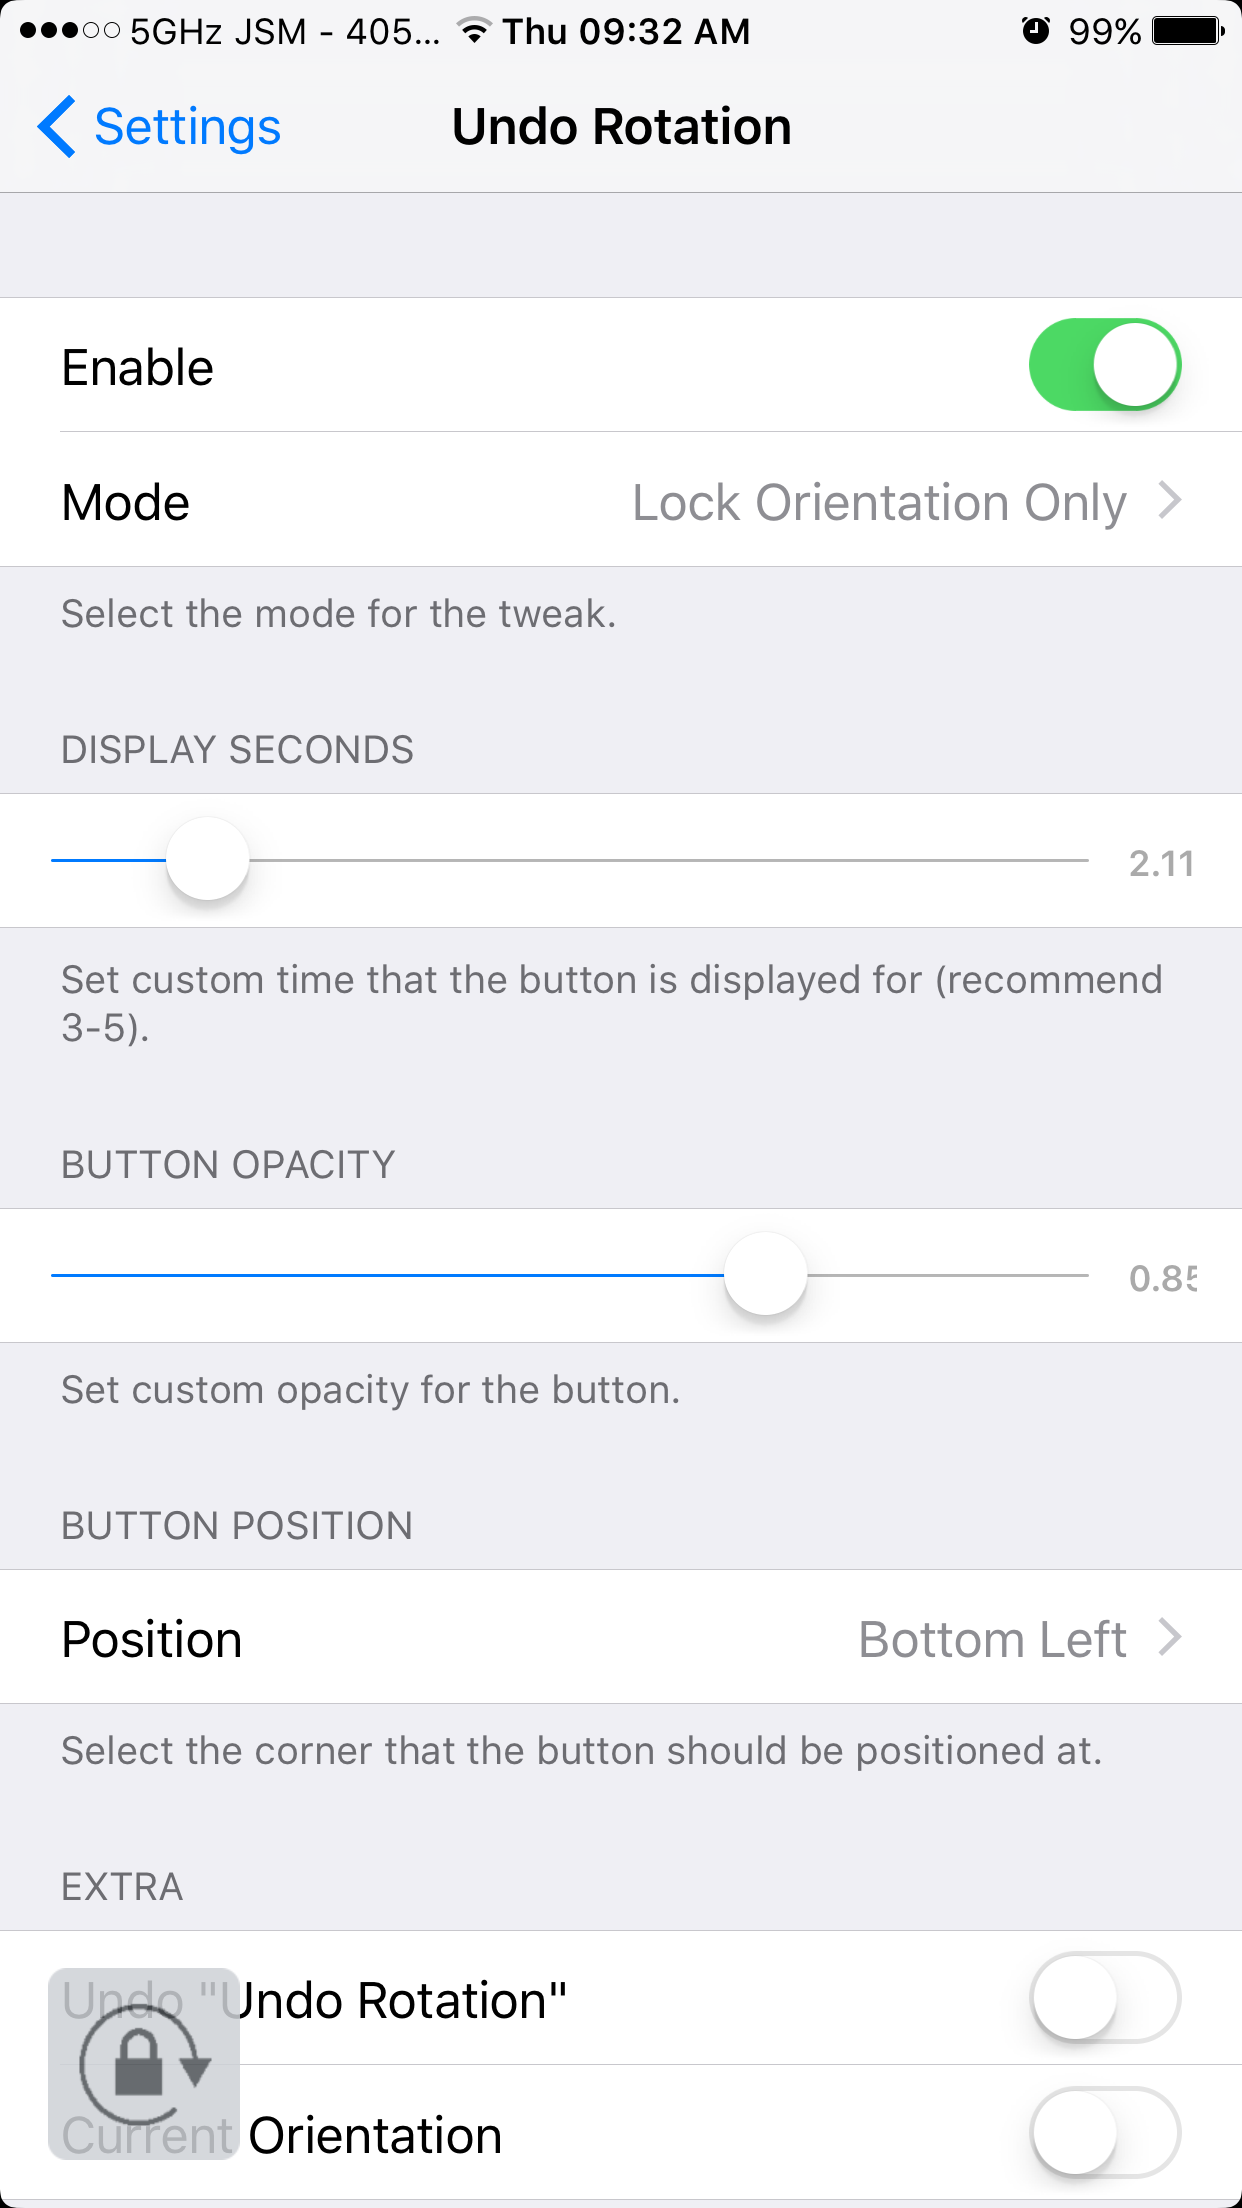 5GHz JSM - 405... Thu 09:32 AM 99%
Settings Undo Rotation
Enable
Mode Lock Orientation Only
Select the mode for the tweak.
DISPLAY SECONDS
2.11
Set custom time that the button is displayed for (recommend
3-5).
BUTTON OPACITY
0.85
Set custom opacity for the button.
BUTTON POSITION
Position Bottom Left
Select the corner that the button should be positioned at.
EXTRA
Undo "Undo Rotation"
Current Orientation